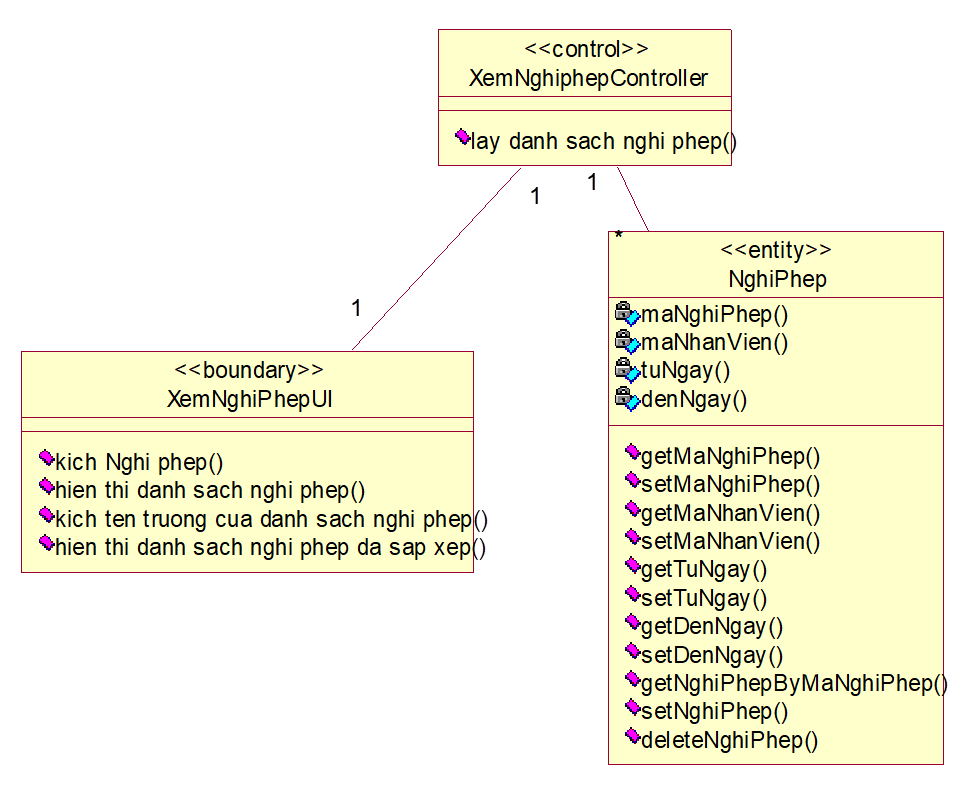 <<control>>
XemNghiphepController
lay danh sach nghi phep()
1
1
1
*
<<boundary>>
XemNghiPhepUI
kich Nghi phep()
hien thi danh sach nghi phep()
kich ten truong cua danh sach nghi phep()
hien thi danh sach nghi phep da sap xep()
<<entity>>
NghiPhep
maNghiPhep()
maNhanVien()
tuNgay()
denNgay()
getMaNghiPhep()
setMaNghiPhep()
getMaNhanVien()
setMaNhanVien()
getTuNgay()
setTuNgay()
getDenNgay()
setDenNgay()
getNghiPhepByMaNghiPhep()
setNghiPhep()
deleteNghiPhep()